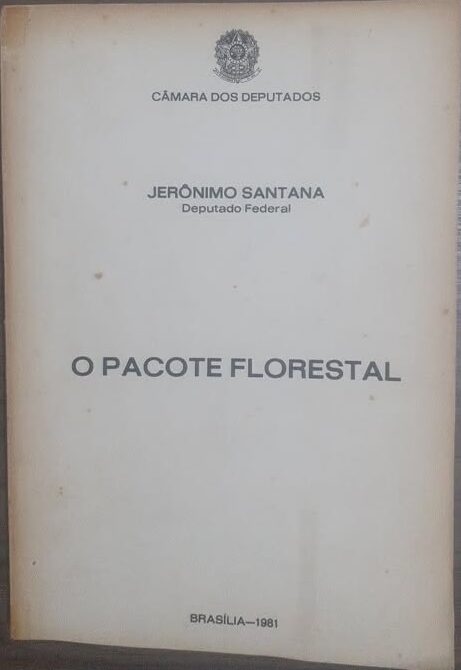 CÂMARA DOS DEPUTADOS
JERÔNIMO SANTANA
Deputado Federal
O PACOTE FLORESTAL
BRASÍLIA—1981